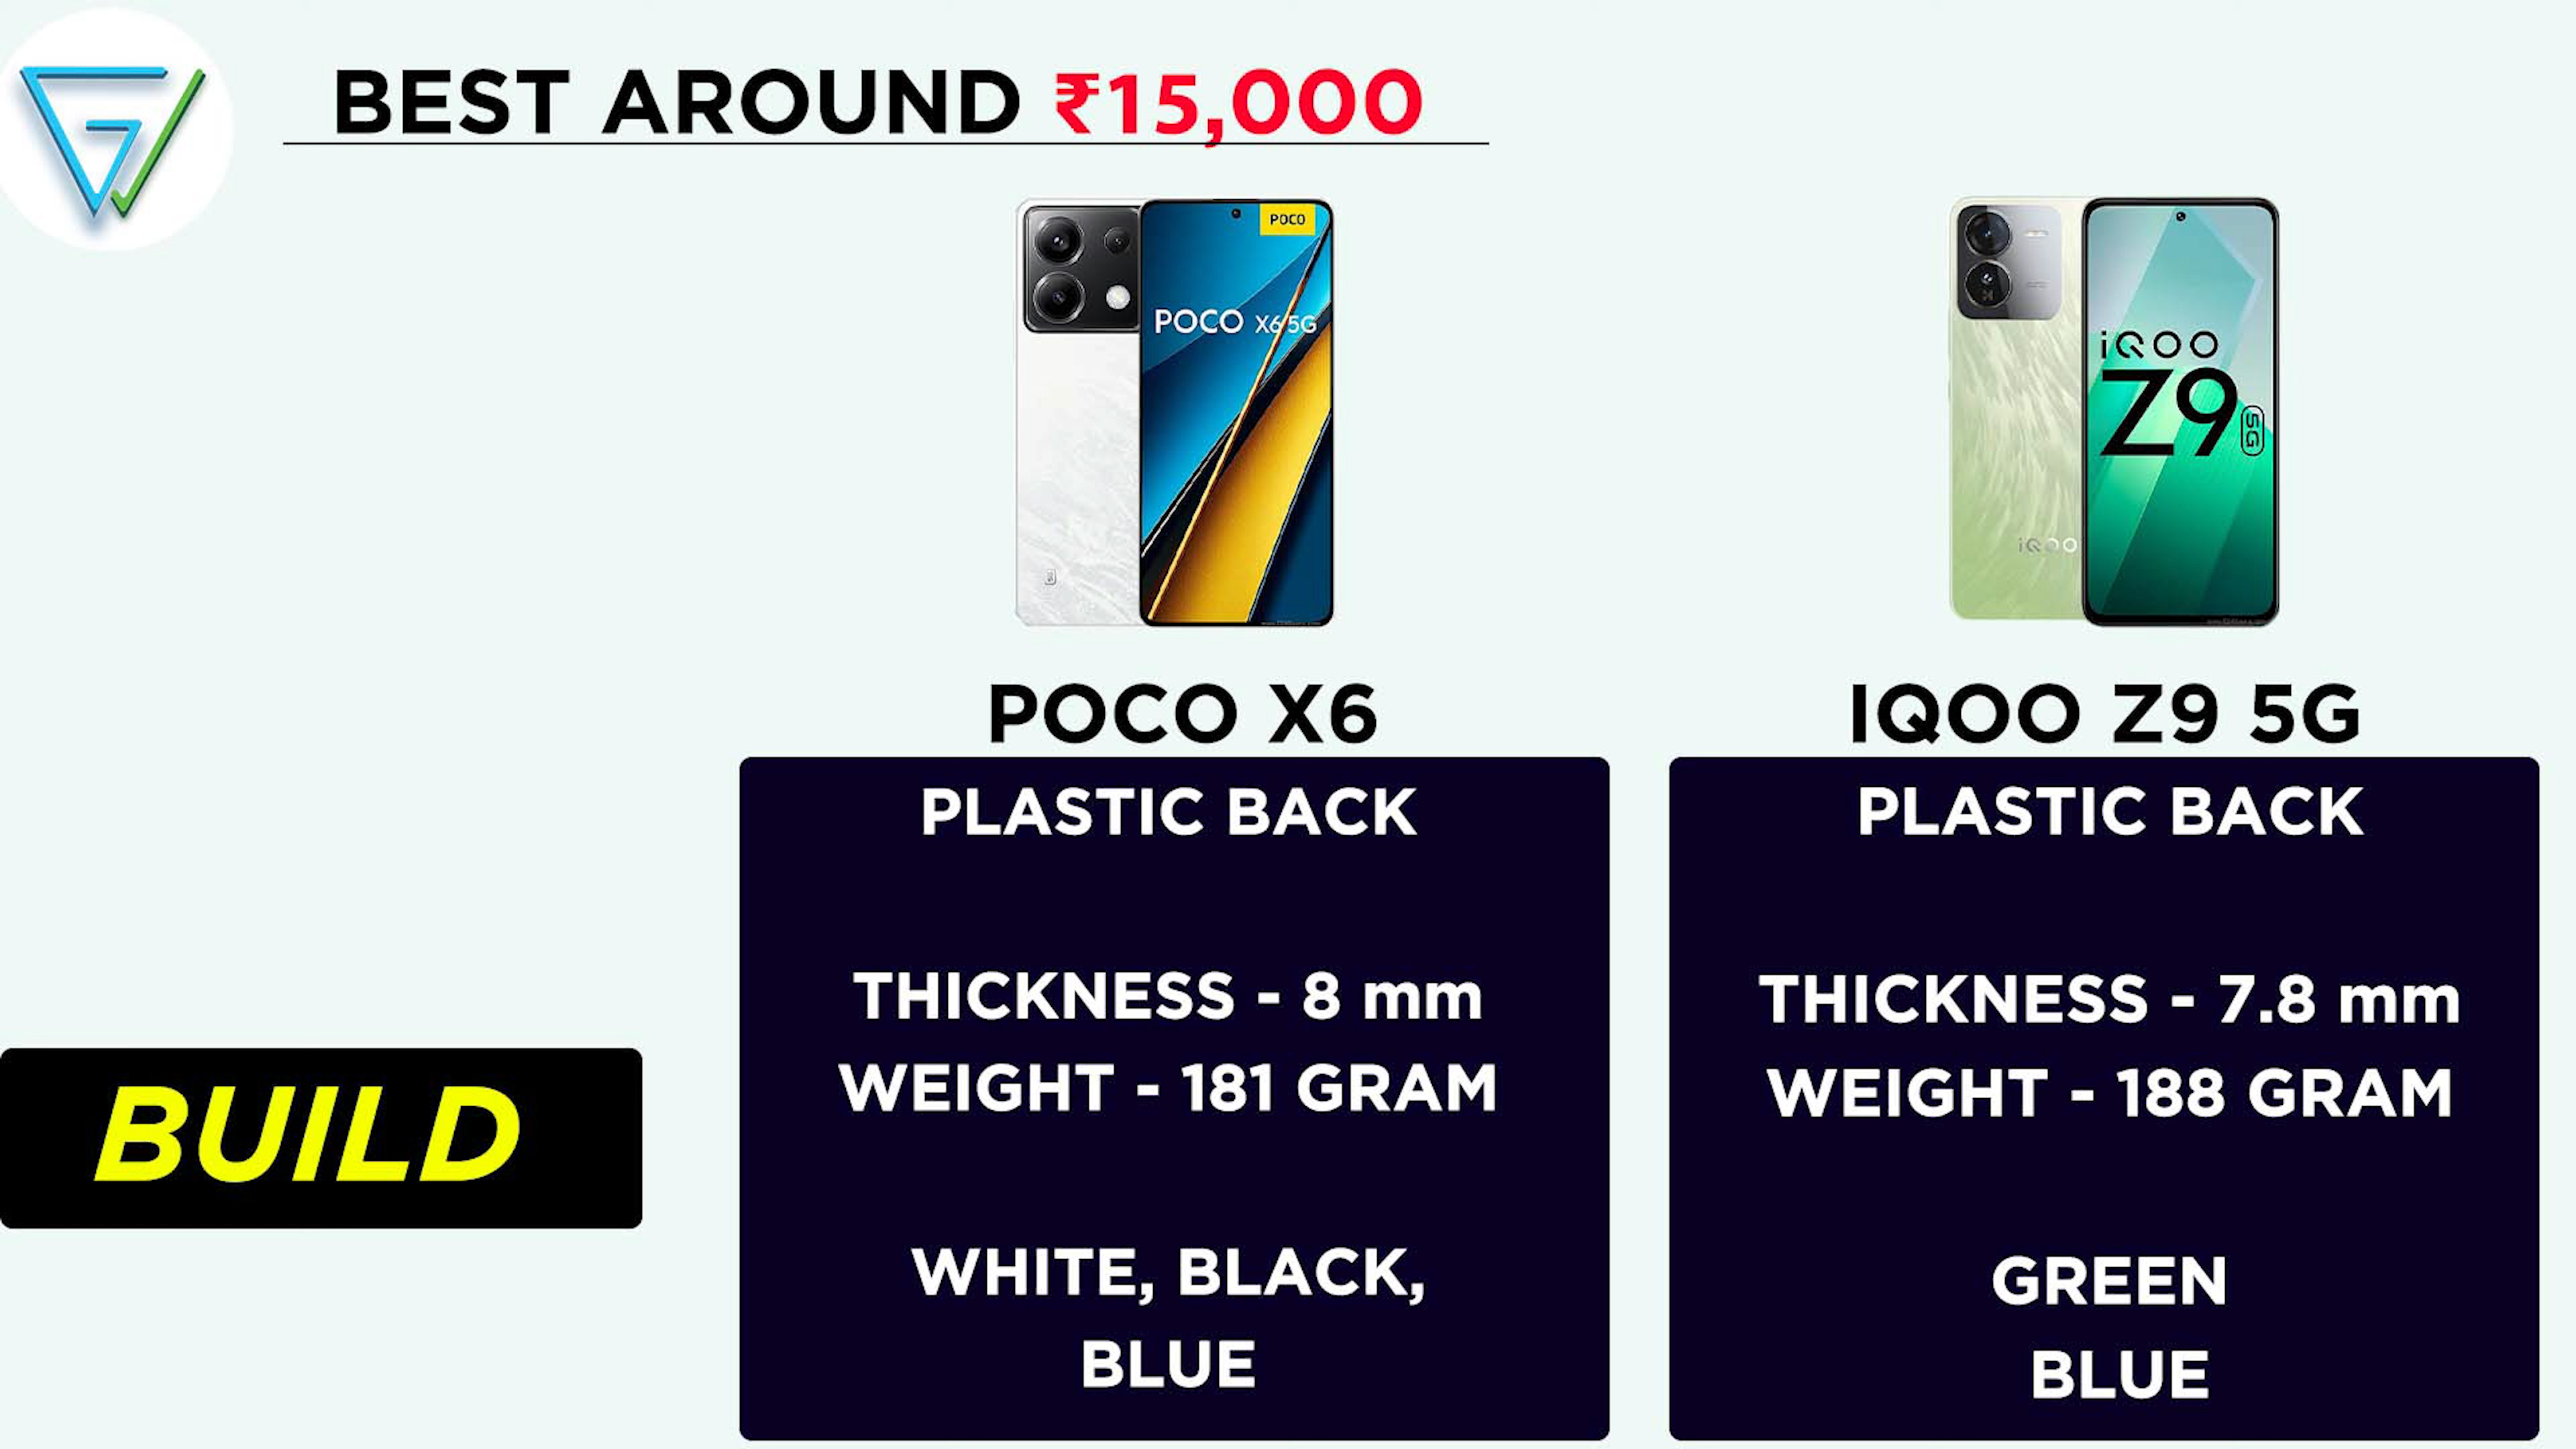 BEST AROUND ₹15,000
POCO
POCO X6 5G
iQOO
Z9 5G
iQOO
POCO X6
IQOO Z9 5G
PLASTIC BACK
THICKNESS - 8 mm
WEIGHT - 181 GRAM
WHITE, BLACK,
BLUE
PLASTIC BACK
THICKNESS - 7.8 mm
WEIGHT - 188 GRAM
GREEN
BLUE
BUILD